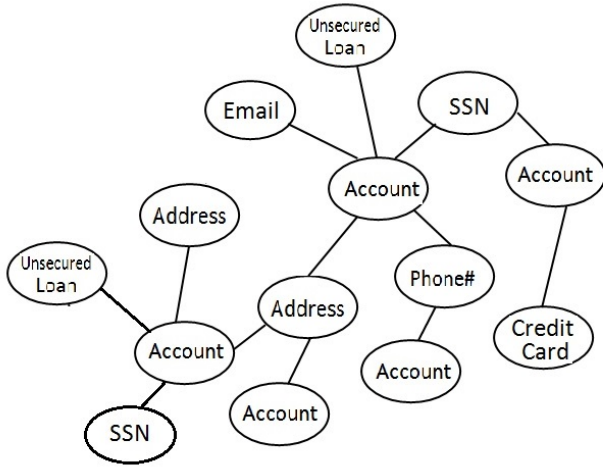 Unsecured
Loan
Email
SSN
Account
Account
Address
Unsecured
Loan
Phone#
Address
Credit
Card
Account
Account
Account
SSN